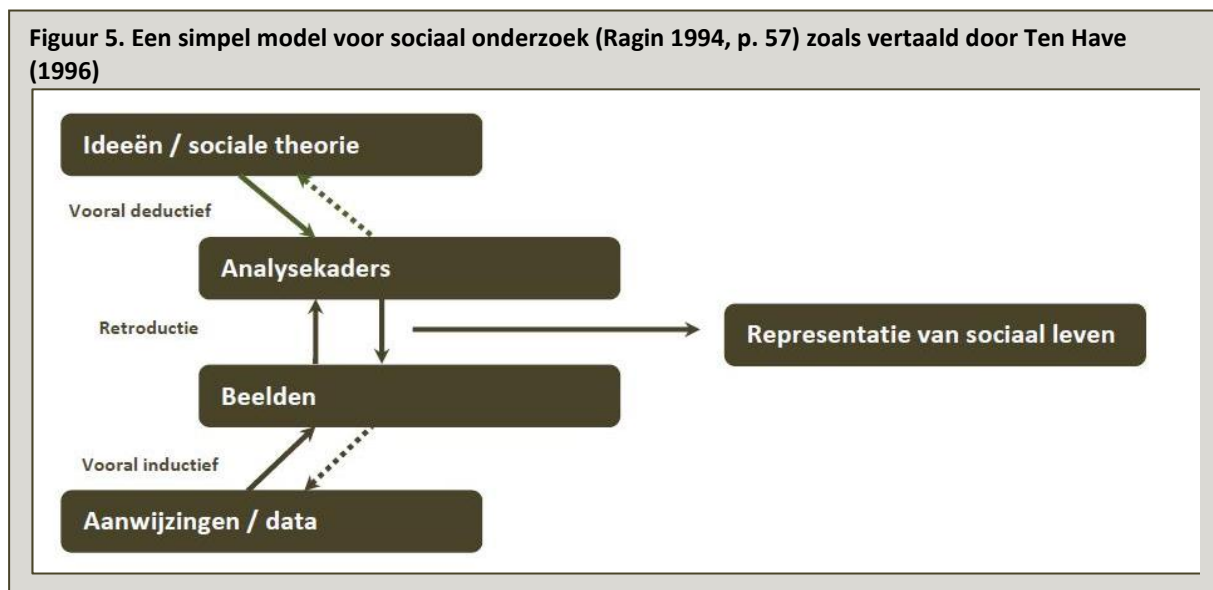 Figuur 5. Een simpel model voor sociaal onderzoek (Ragin 1994, p. 57) zoals vertaald door Ten Have
(1996)
Ideeën / sociale theorie
Vooral deductief
Analysekaders
Retroductie
Representatie van sociaal leven
Beelden
Vooral inductief
Aanwijzingen / data